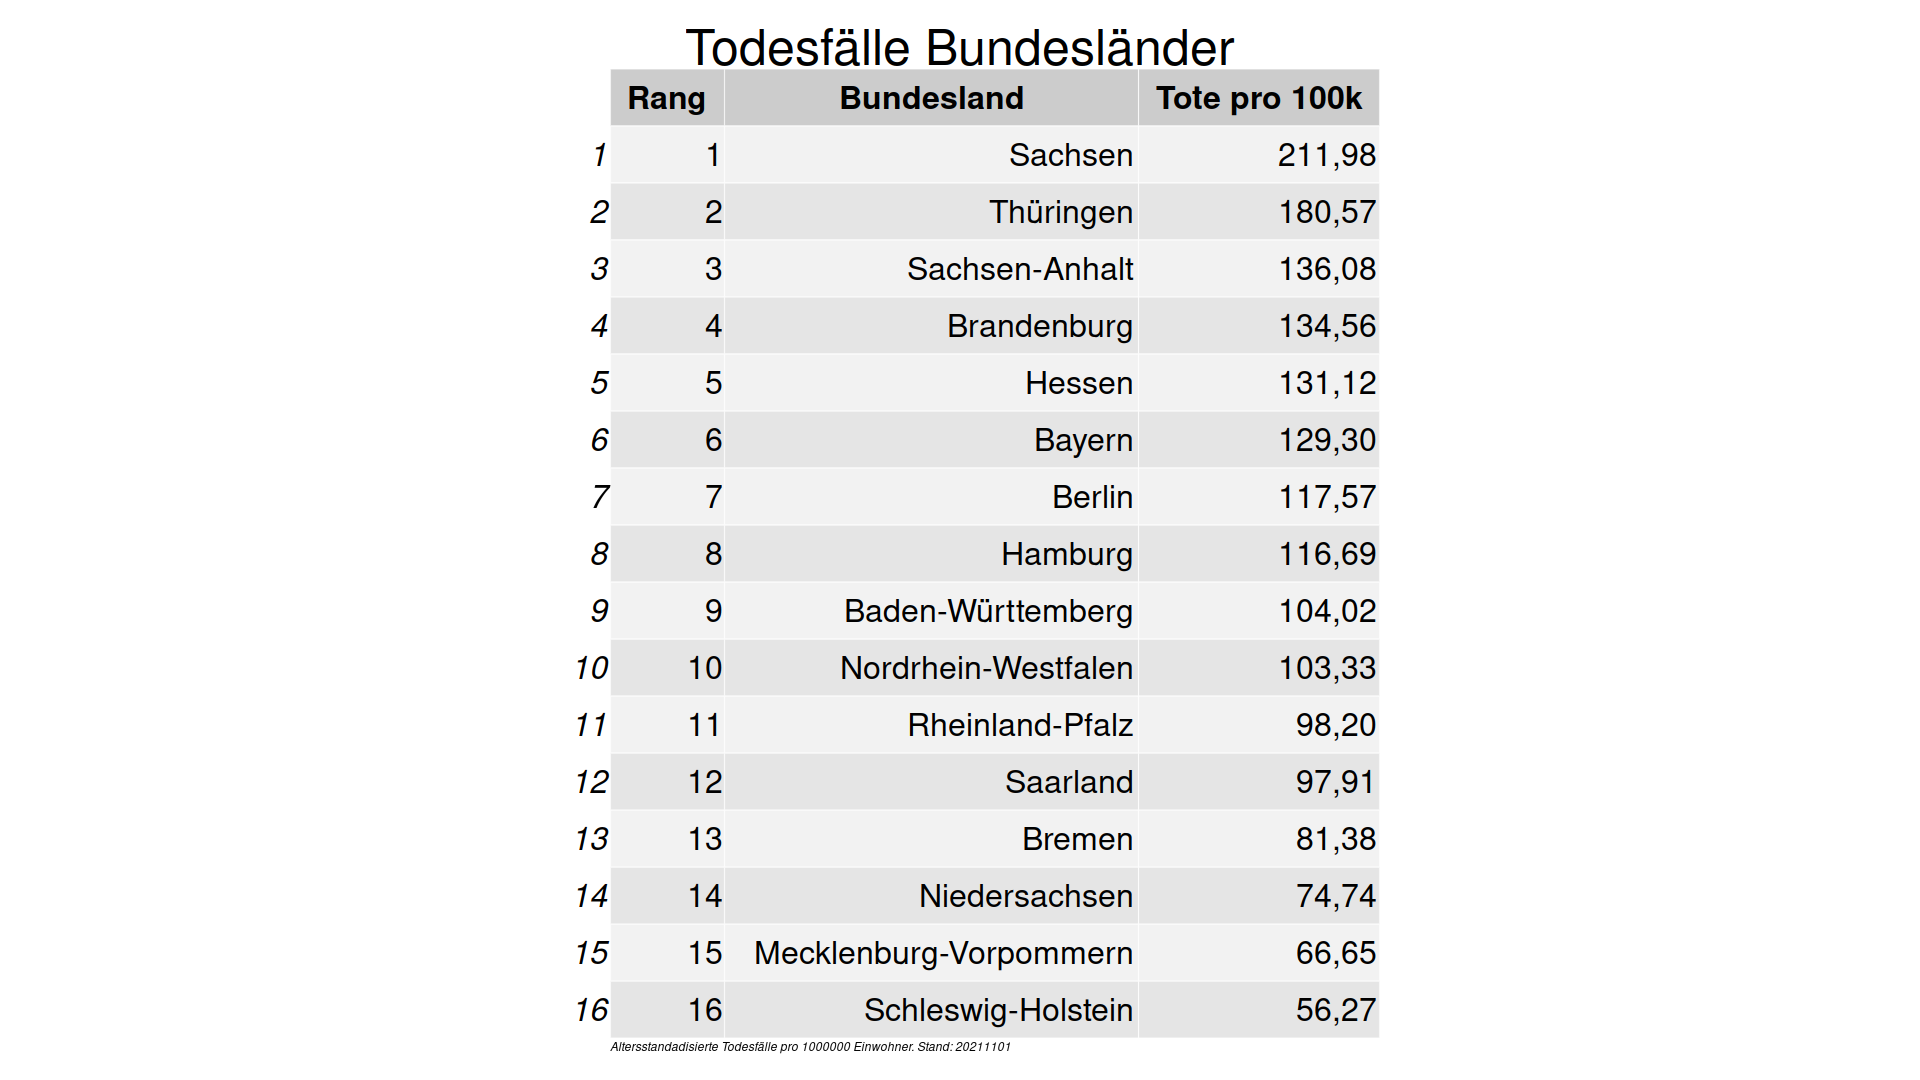 Todesfälle Bundesländer
Rang Bundesland Tote pro 100k
1 1 Sachsen 211,98
2 2 Thüringen 180,57
3 3 Sachsen-Anhalt 136,08
4 4 Brandenburg 134,56
5 5 Hessen 131,12
6 6 Bayern 129,30
7 7 Berlin 117,57
8 8 Hamburg 116,69
9 9 Baden-Württemberg 104,02
10 10 Nordrhein-Westfalen 103,33
11 11 Rheinland-Pfalz 98,20
12 12 Saarland 97,91
13 13 Bremen 81,38
14 14 Niedersachsen 74,74
15 15 Mecklenburg-Vorpommern 66,65
16 16 Schleswig-Holstein 56,27
Altersstandadisierte Todesfälle pro 1000000 Einwohner. Stand: 20211101